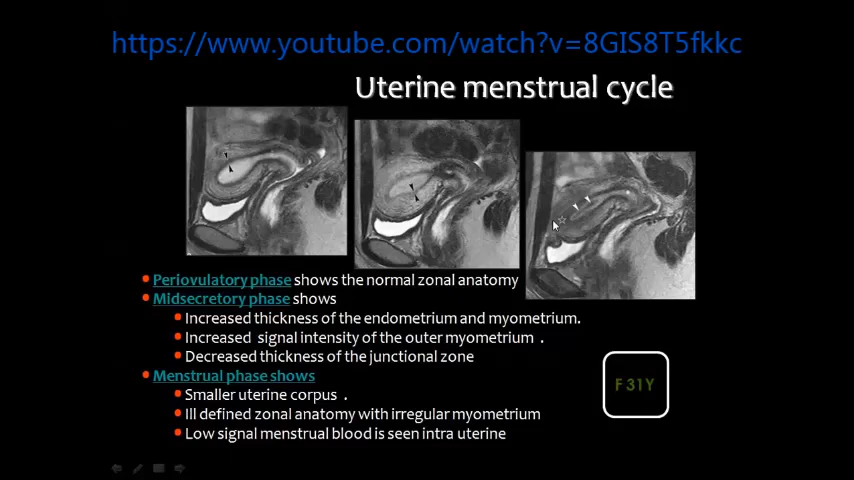 https://www.youtube.com/watch?v=8GIS8T5fkkc
Uterine menstrual cycle
Periovulatory phase shows the normal zonal anatomy
Midsecretory phase shows
Increased thickness of the endometrium and myometrium.
Increased signal intensity of the outer myometrium .
Decreased thickness of the junctional zone
Menstrual phase shows
Smaller uterine corpus .
Ill defined zonal anatomy with irregular myometrium
Low signal menstrual blood is seen intra uterine
F31Y